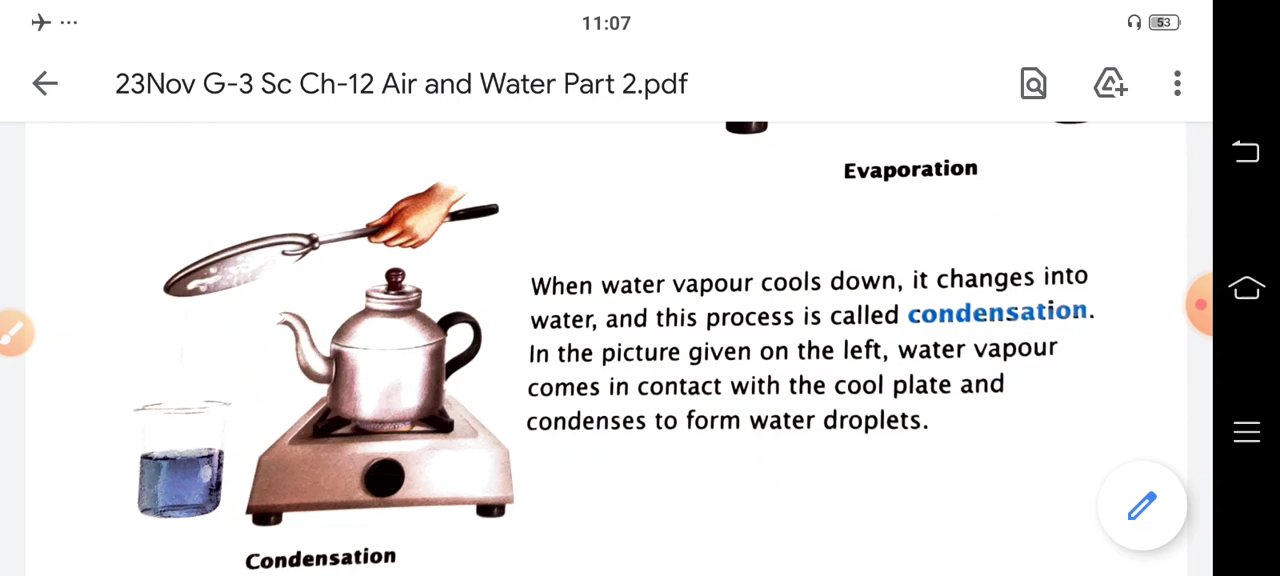 11:07
53
23Nov G-3 Sc Ch-12 Air and Water Part 2.pdf
Evaporation
When water vapour cools down, it changes into
water, and this process is called condensation.
In the picture given on the left, water vapour
comes in contact with the cool plate and
condenses to form water droplets.
Condensation